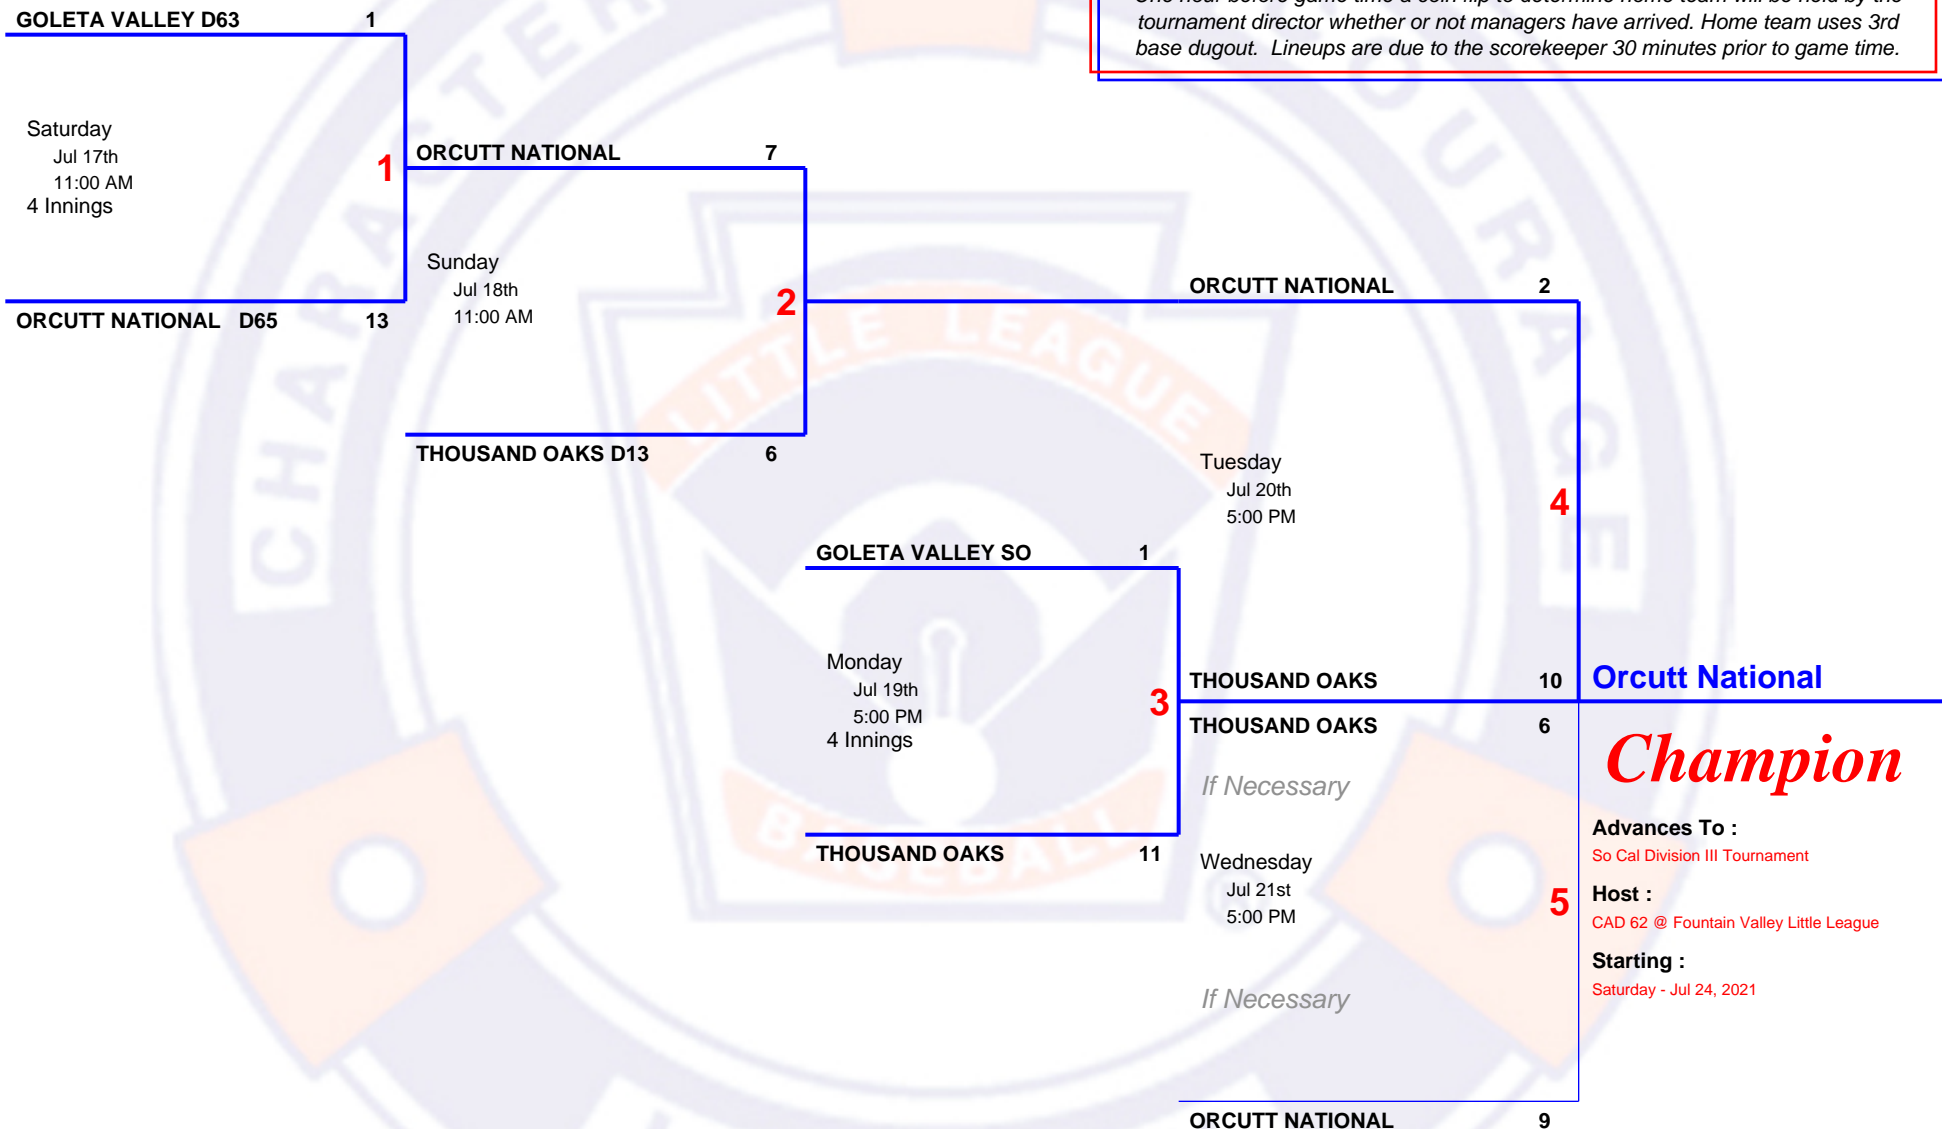 One hour before game time a coin flip to determine home team will be held by the
tournament director whether or not managers have arrived. Home team uses 3rd
base dugout. Lineups are due to the scorekeeper 30 minutes prior to game time.
GOLETA VALLEY D63 1
Saturday
Jul 17th
11:00 AM
4 Innings
1
ORCUTT NATIONAL D65 13
ORCUTT NATIONAL 7
Sunday
Jul 18th
11:00 AM
2
THOUSAND OAKS D13 6
GOLETA VALLEY SO 1
Monday
Jul 19th
5:00 PM
4 Innings
3
THOUSAND OAKS 11
ORCUTT NATIONAL 2
Tuesday
Jul 20th
5:00 PM
4
THOUSAND OAKS 10
THOUSAND OAKS 6
If Necessary
Wednesday
Jul 21st
5:00 PM
5
If Necessary
ORCUTT NATIONAL 9
Orcutt National
Champion
Advances To :
So Cal Division III Tournament
Host :
CAD 62 @ Fountain Valley Little League
Starting :
Saturday - Jul 24, 2021
CHARACTER
COURAGE
LITTLE LEAGUE
BASEBALL
®